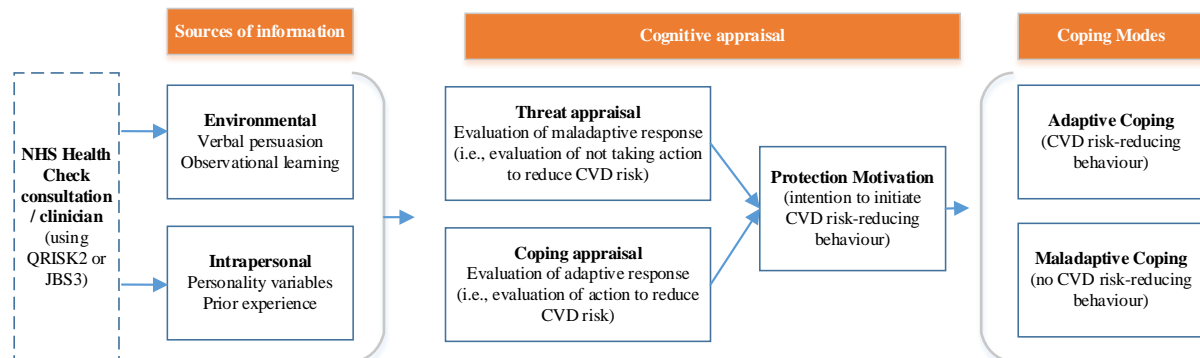 Sources of information
Cognitive appraisal
Coping Modes
NHS Health
Check
consultation
/ clinician
(using
QRISK2 or
JBS3)
Environmental
Verbal persuasion
Observational learning
Intrapersonal
Personality variables
Prior experience
Threat appraisal
Evaluation of maladaptive response
(i.e., evaluation of not taking action
to reduce CVD risk)
Coping appraisal
Evaluation of adaptive response
(i.e., evaluation of action to reduce
CVD risk)
Protection Motivation
(intention to initiate
CVD risk-reducing
behaviour)
Adaptive Coping
(CVD risk-reducing
behaviour)
Maladaptive Coping
(no CVD risk-reducing
behaviour)